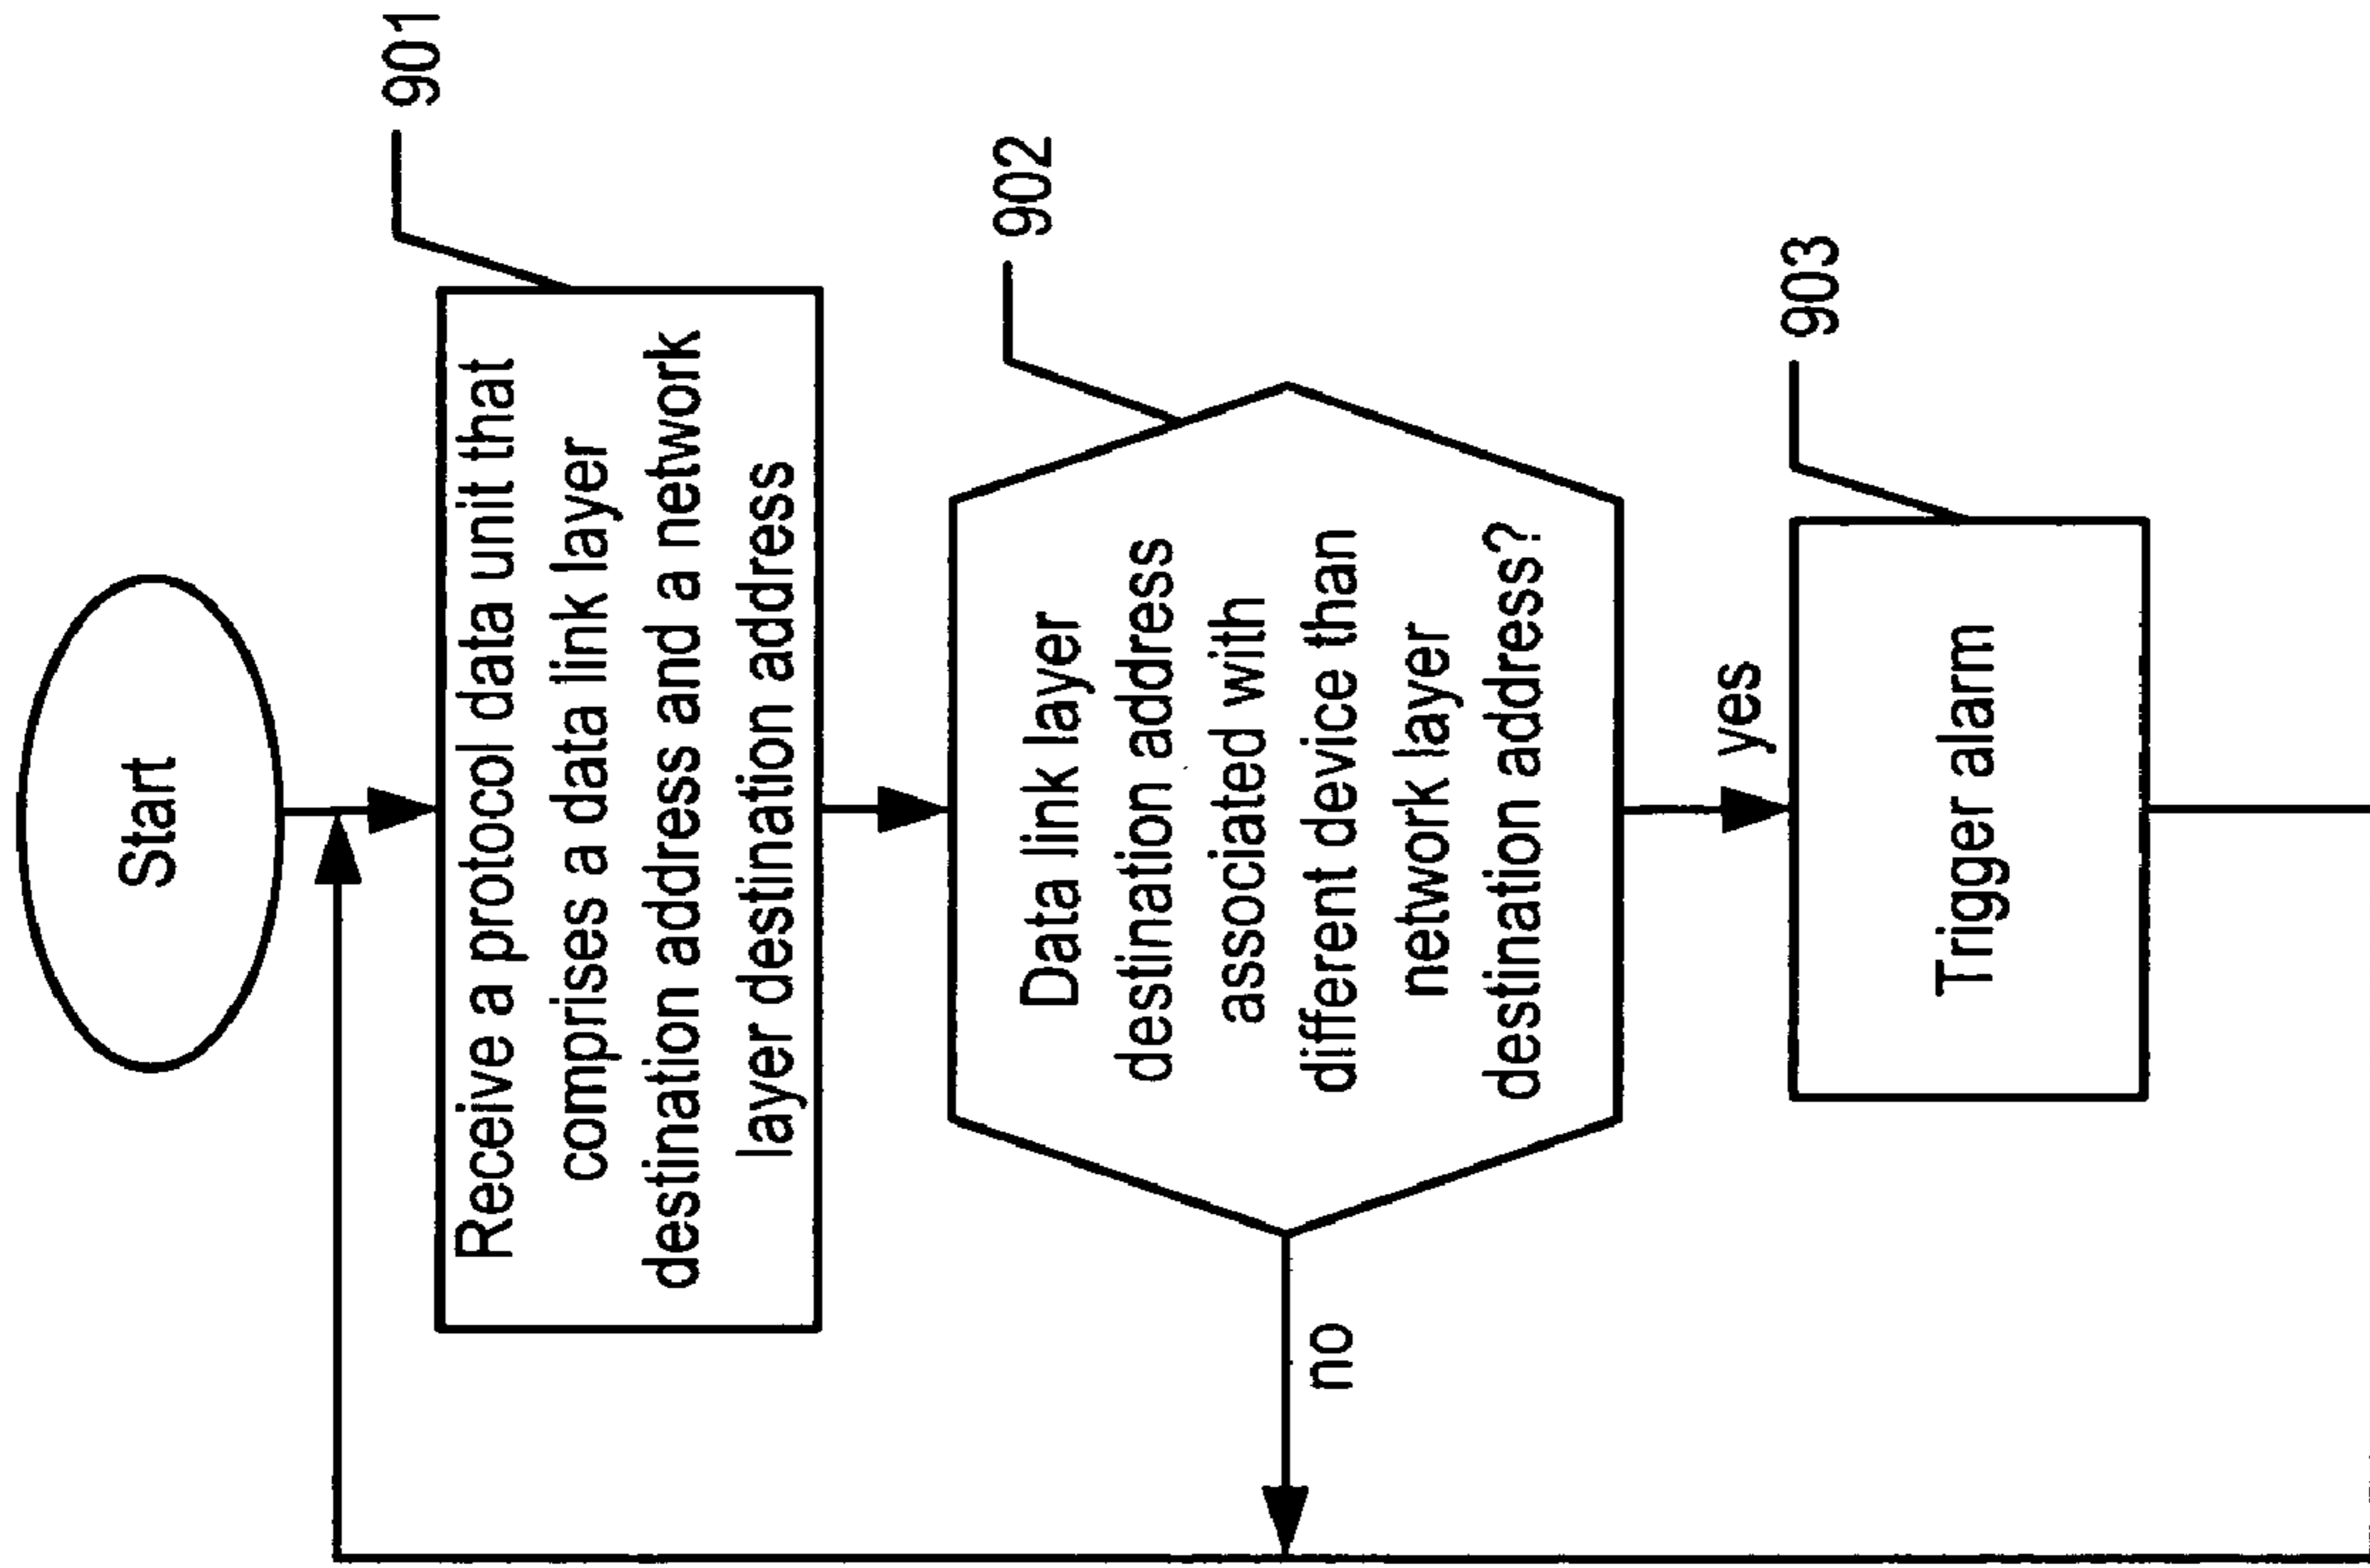 Start
901
Receive a protocol data unit that
comprises a data link layer
destination address and a network
layer destination address
902
Data link layer
destination address
associated with
different device than
network layer
destination address?
no
yes
903
Trigger alarm